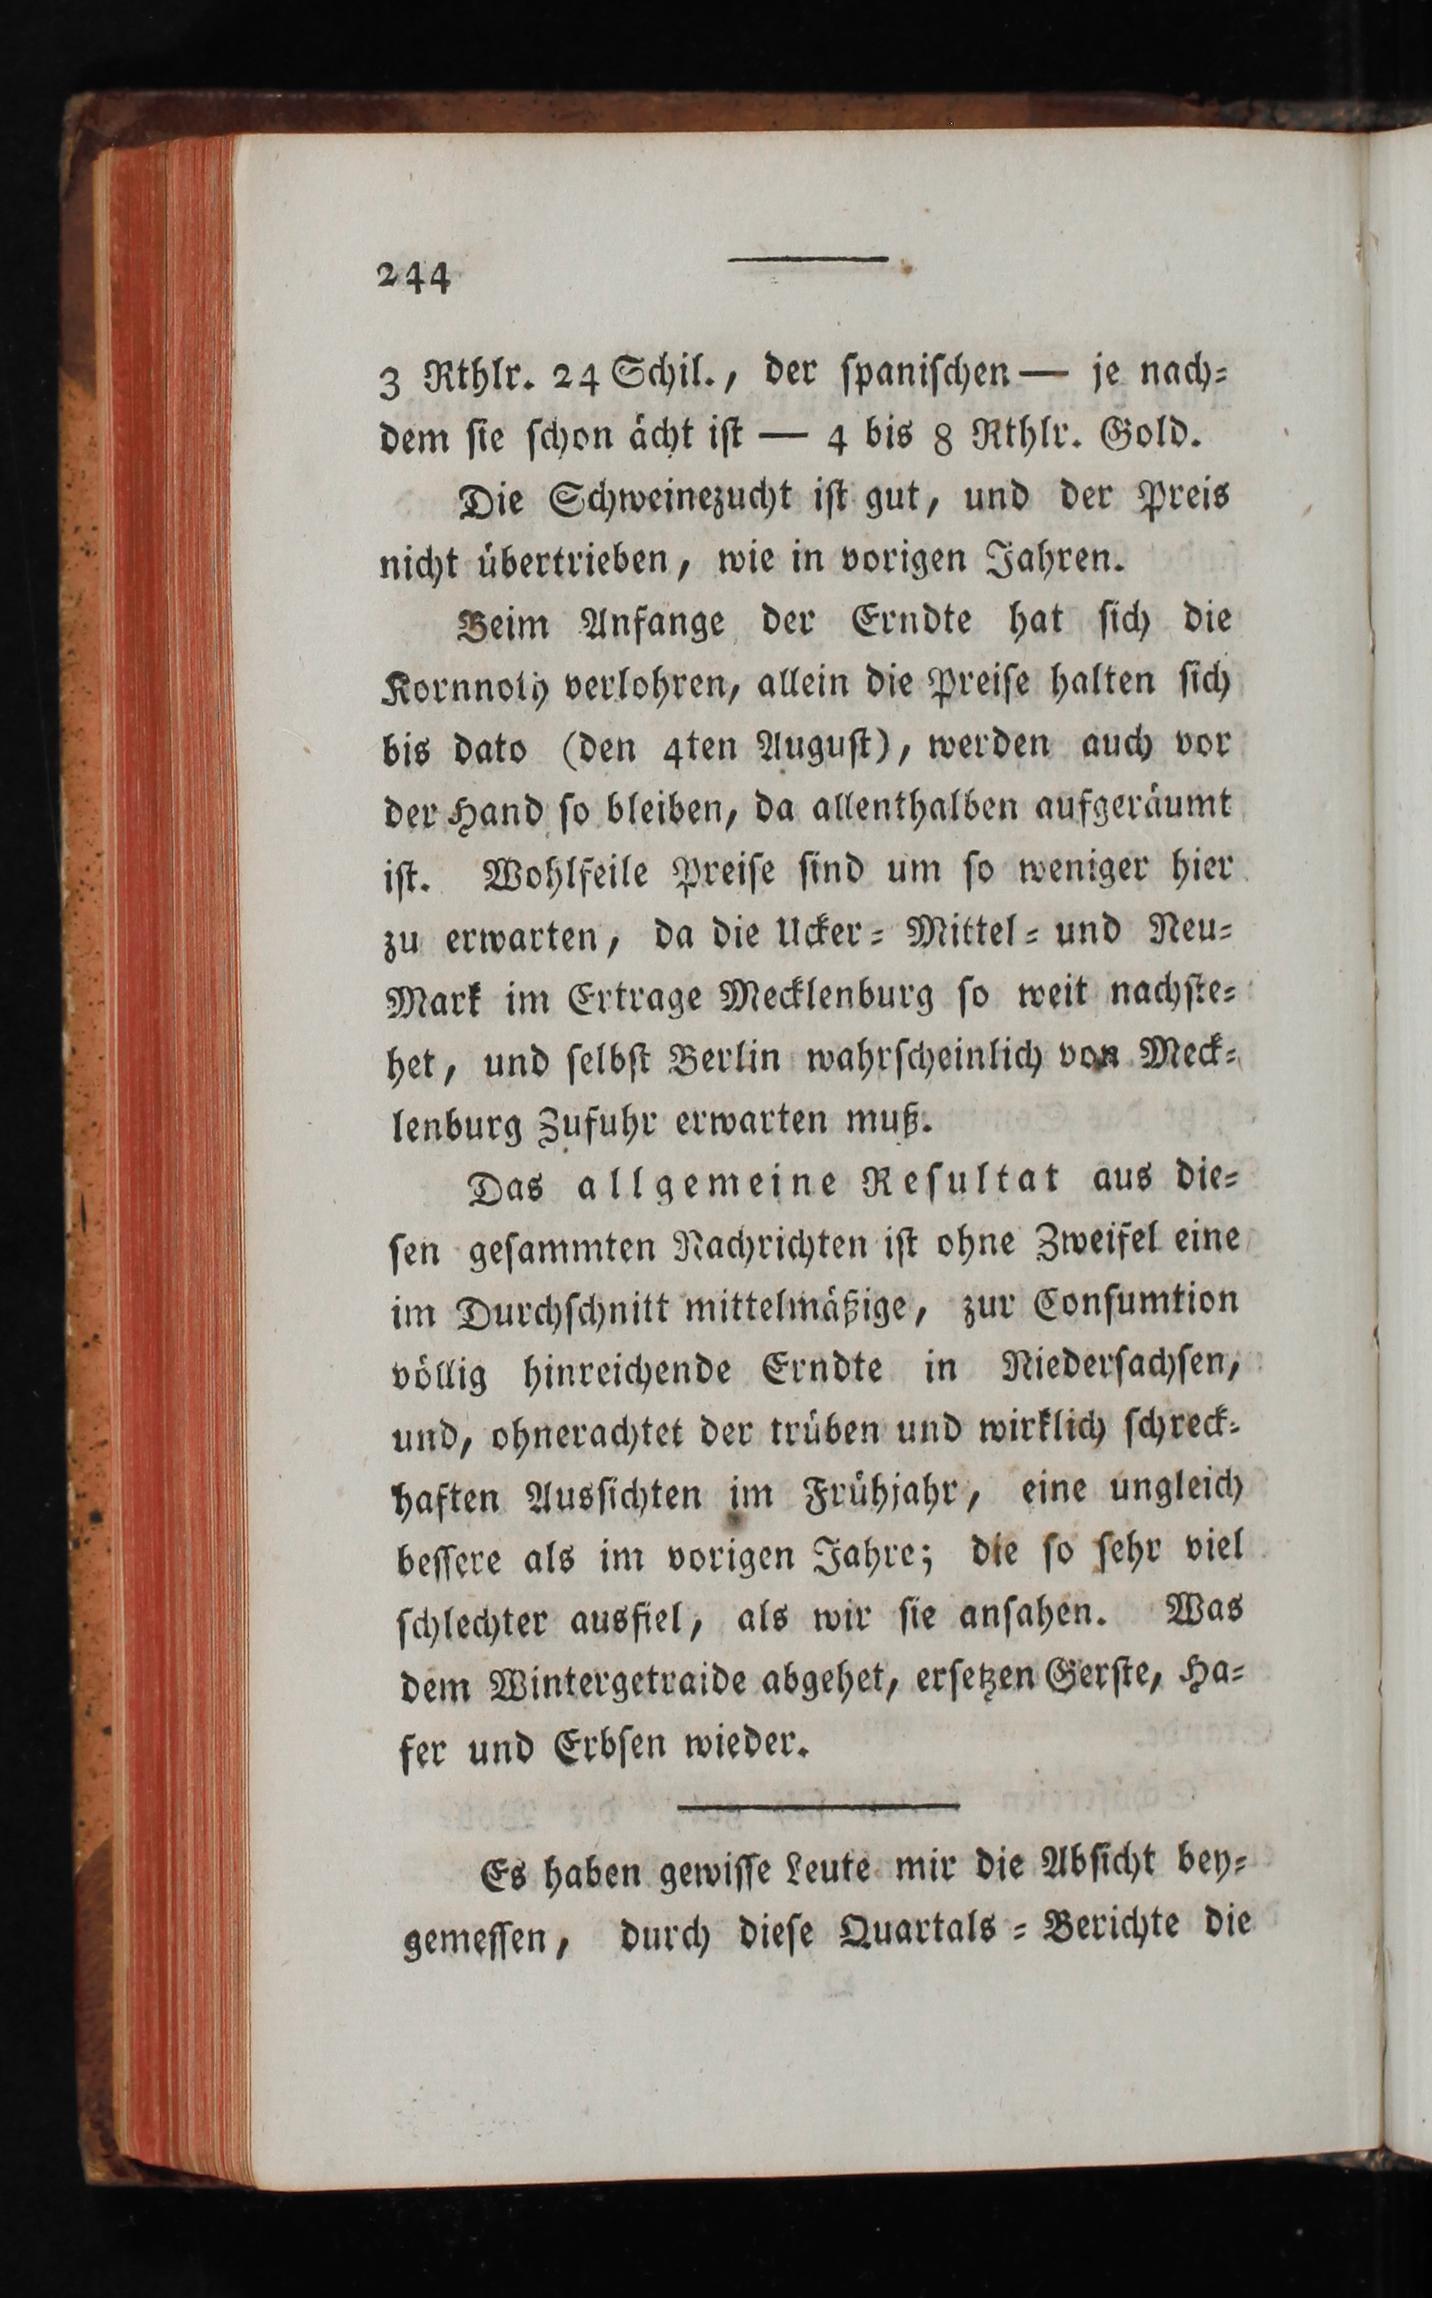 244
3 Rthlr. 24 Schil., der ſpaniſchen — je nach⸗
dem ſie ſchon ächt iſt — 4 bis 8 Rthlr. Gold.
Die Schweinezucht iſt gut, und der Preis
nicht übertrieben, wie in vorigen Jahren.
Beim Anfange der Erndte hat ſich die
Kornnoth verlohren, allein die Preiſe halten ſich
bis dato (den 4ten Auguſt), werden auch vor
der Hand ſo bleiben, da allenthalben aufgeräumt
iſt. Wohlfeile Preiſe ſind um ſo weniger hier
zu erwarten, da die Ucker⸗ Mittel⸗ und Neu⸗
Mark im Ertrage Mecklenburg ſo weit nachſte⸗
het, und ſelbſt Berlin wahrſcheinlich von Meck⸗
lenburg Zufuhr erwarten muß.
Das allgemeine Reſultat aus die⸗
ſen geſammten Nachrichten iſt ohne Zweifel eine
im Durchſchnitt mittelmäßige, zur Conſumtion
völlig hinreichende Erndte in Niederſachſen,
und, ohnerachtet der trüben und wirklich ſchreck⸗
haften Ausſichten im Frühjahr, eine ungleich
beſſere als im vorigen Jahre; die ſo ſehr viel
ſchlechter ausfiel, als wir ſie anſahen. Was
dem Wintergetraide abgehet, erſetzen Gerſte, Ha⸗
fer und Erbſen wieder.
Es haben gewiſſe Leute mir die Abſicht bey⸗
gemeſſen, durch dieſe Quartals⸗Berichte die